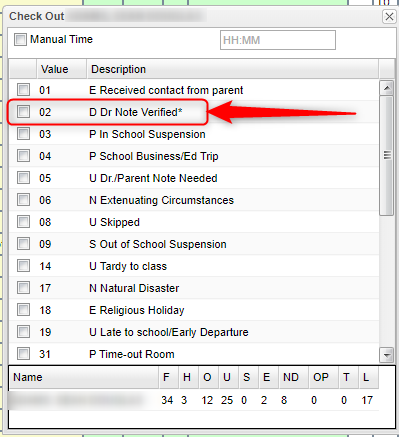 Check Out
Manual Time HH:MM
Value Description
01 E Received contact from parent
02 D Dr Note Verified*
03 P In School Suspension
04 P School Business/Ed Trip
05 U Dr./Parent Note Needed
06 N Extenuating Circumstances
08 U Skipped
09 S Out of School Suspension
14 U Tardy to class
17 N Natural Disaster
18 E Religious Holiday
19 U Late to school/Early Departure
31 P Time-out Room
Name F H O U S E ND OP T L
34 3 12 25 0 2 8 0 0 17